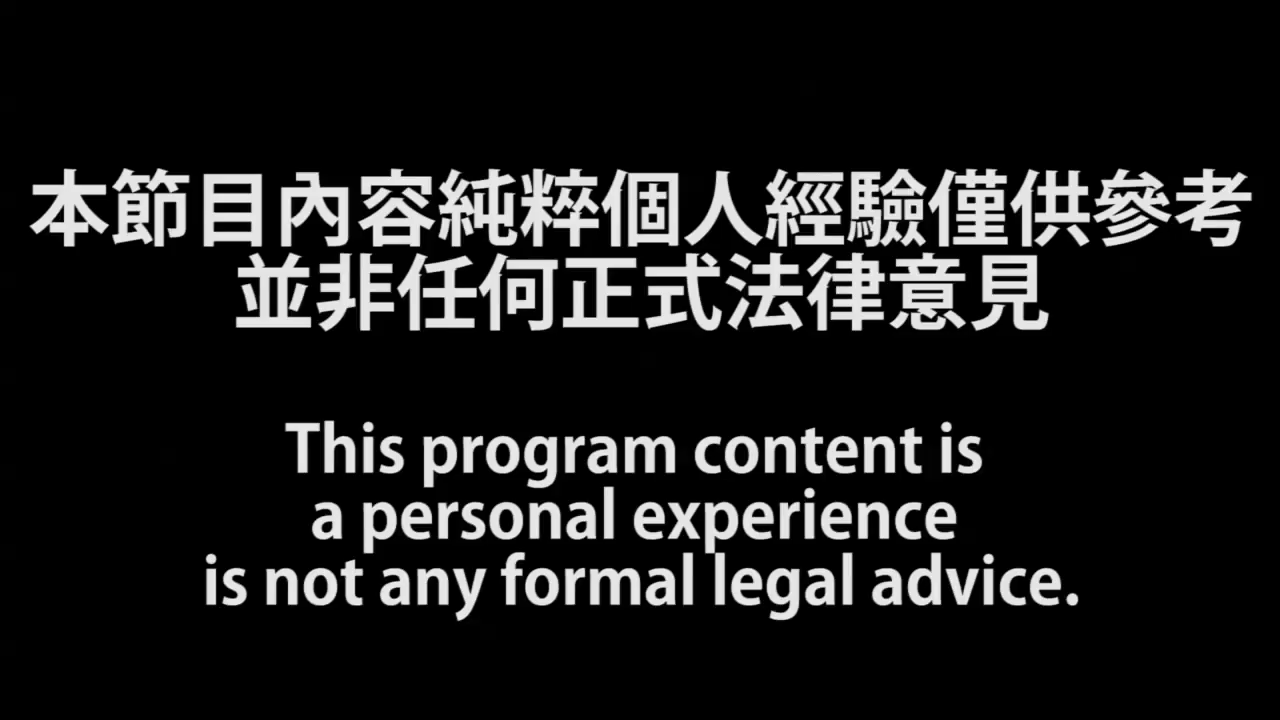 本節目內容純粹個人經驗僅供參考
並非任何正式法律意見
This program content is
a personal experience
is not any formal legal advice.